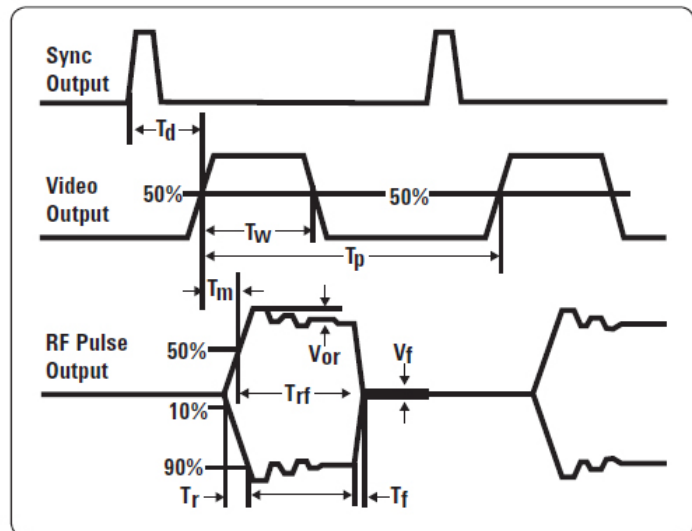 Sync
Output
Td
Video
Output
50%
50%
TW
Tp
Tm
RF Pulse
Output
50%
Vor
Vf
Trf
10%
90%
Tr
Tf